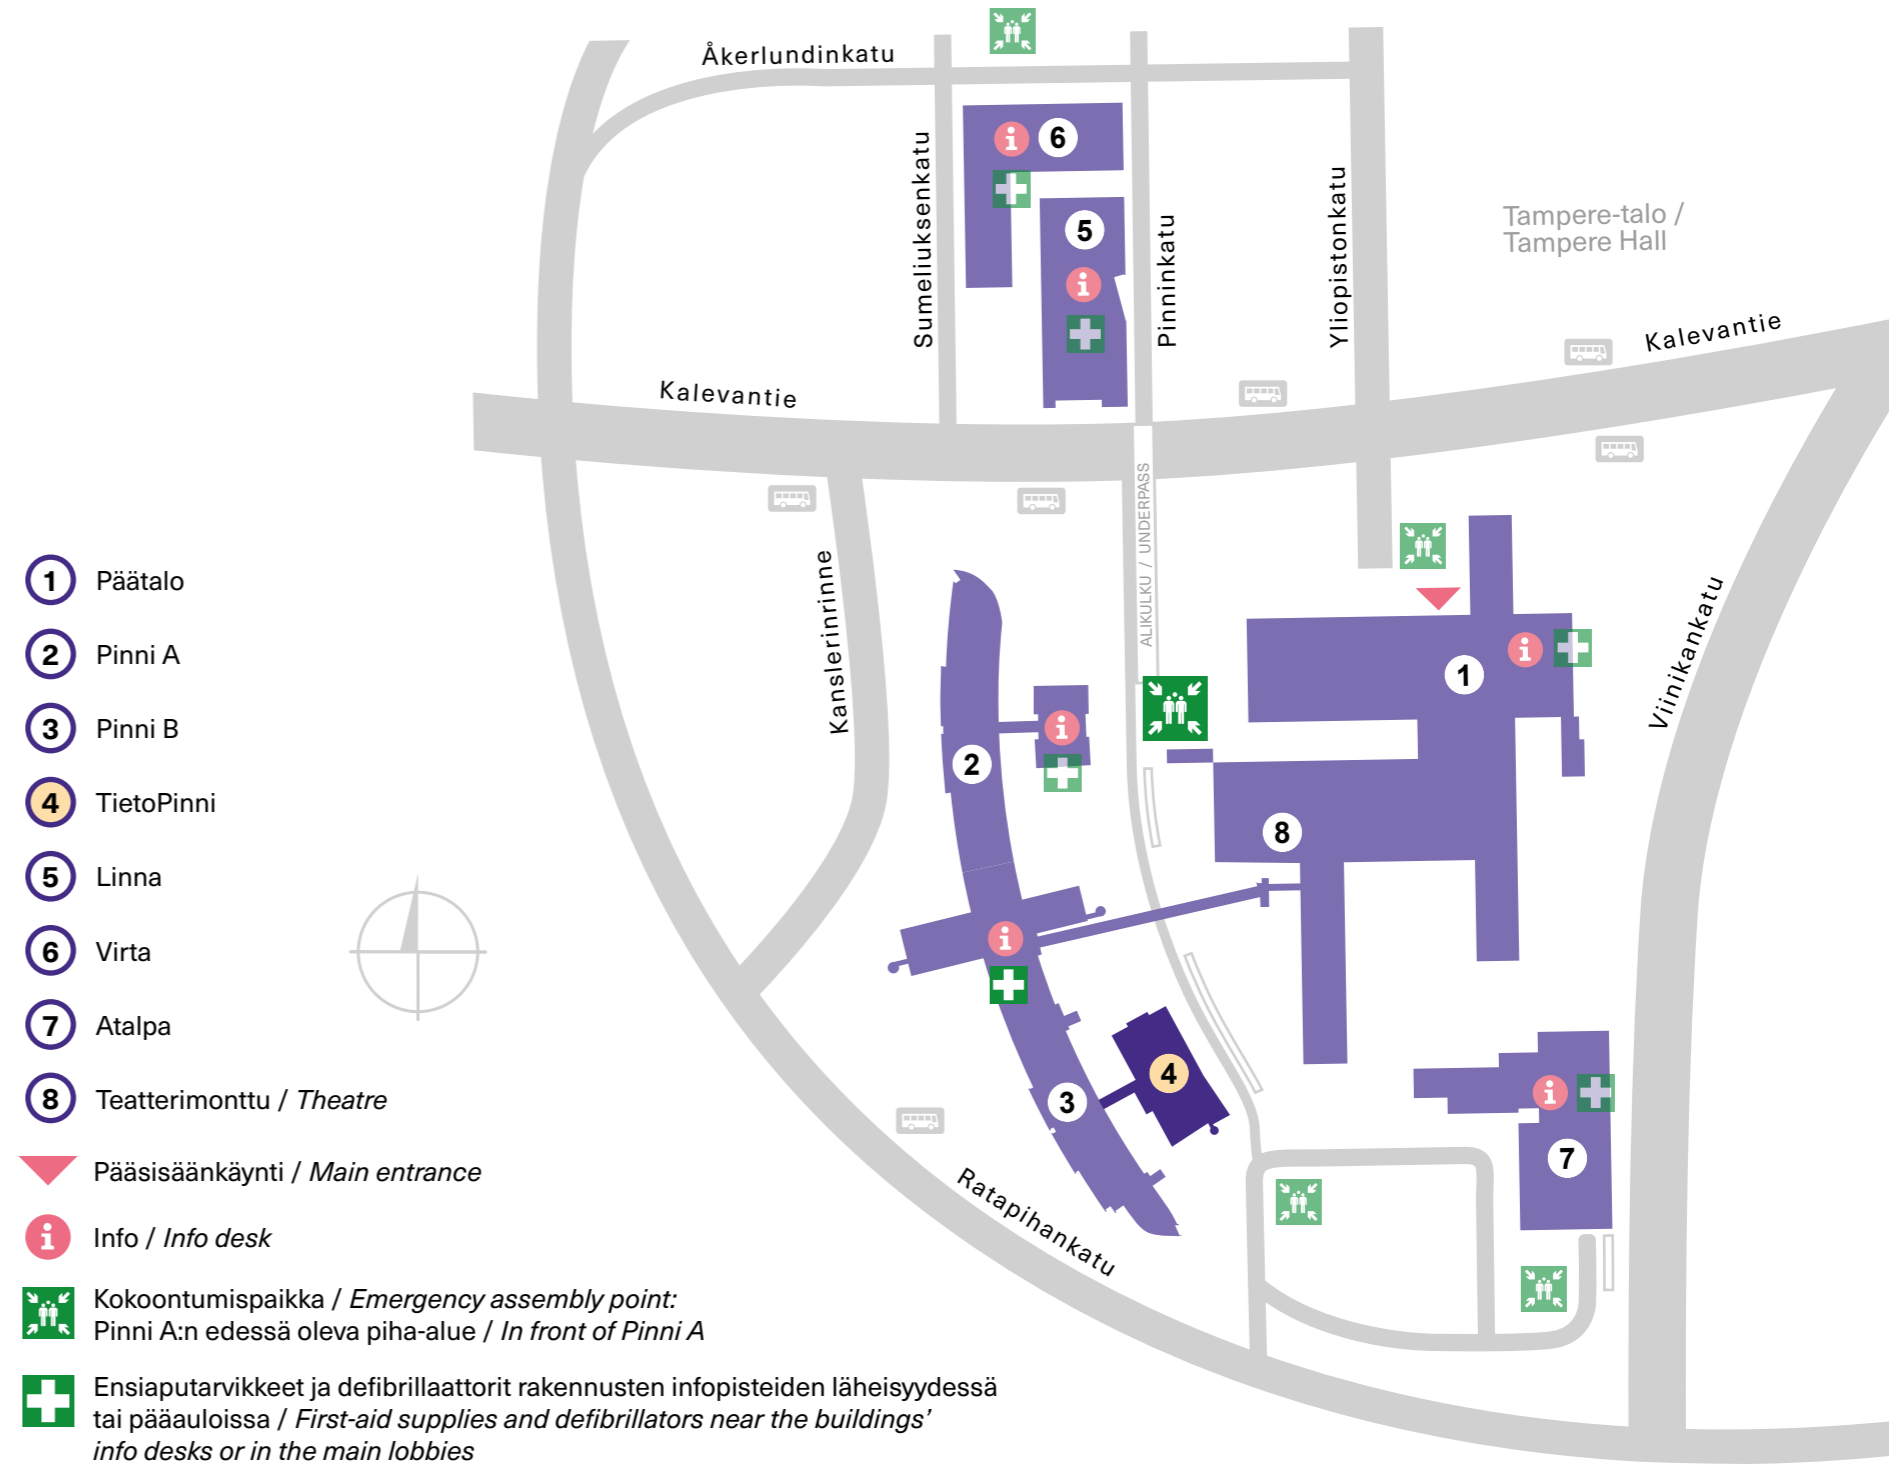 Åkerlundinkatu
Sumeliuksenkatu
Pinninkatu
Yliopistonkatu
Tampere-talo /
Tampere Hall
Kalevantie
Kalevantie
ALIKULKU / UNDERPASS
Kanslerinrinne
Viinikankatu
Ratapihankatu
i 6
5
i
1 i
i
2
8
i
4
3
i
7
1 Päätalo
2 Pinni A
3 Pinni B
4 TietoPinni
5 Linna
6 Virta
7 Atalpa
8 Teatterimonttu / Theatre
Pääsisäänkäynti / Main entrance
i Info / Info desk
Kokoontumispaikka / Emergency assembly point:
Pinni A:n edessä oleva piha-alue / In front of Pinni A
Ensiaputarvikkeet ja defibrillaattorit rakennusten infopisteiden läheisyydessä
tai pääauloissa / First-aid supplies and defibrillators near the buildings’
info desks or in the main lobbies